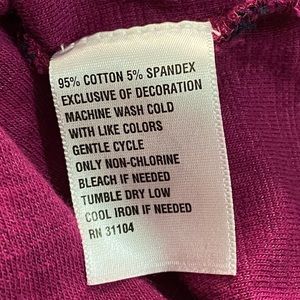 95% COTTON 5% SPANDEX
EXCLUSIVE OF DECORATION
MACHINE WASH COLD
WITH LIKE COLORS
GENTLE CYCLE
ONLY NON-CHLORINE
BLEACH IF NEEDED
TUMBLE DRY LOW
COOL IRON IF NEEDED
RN 31104